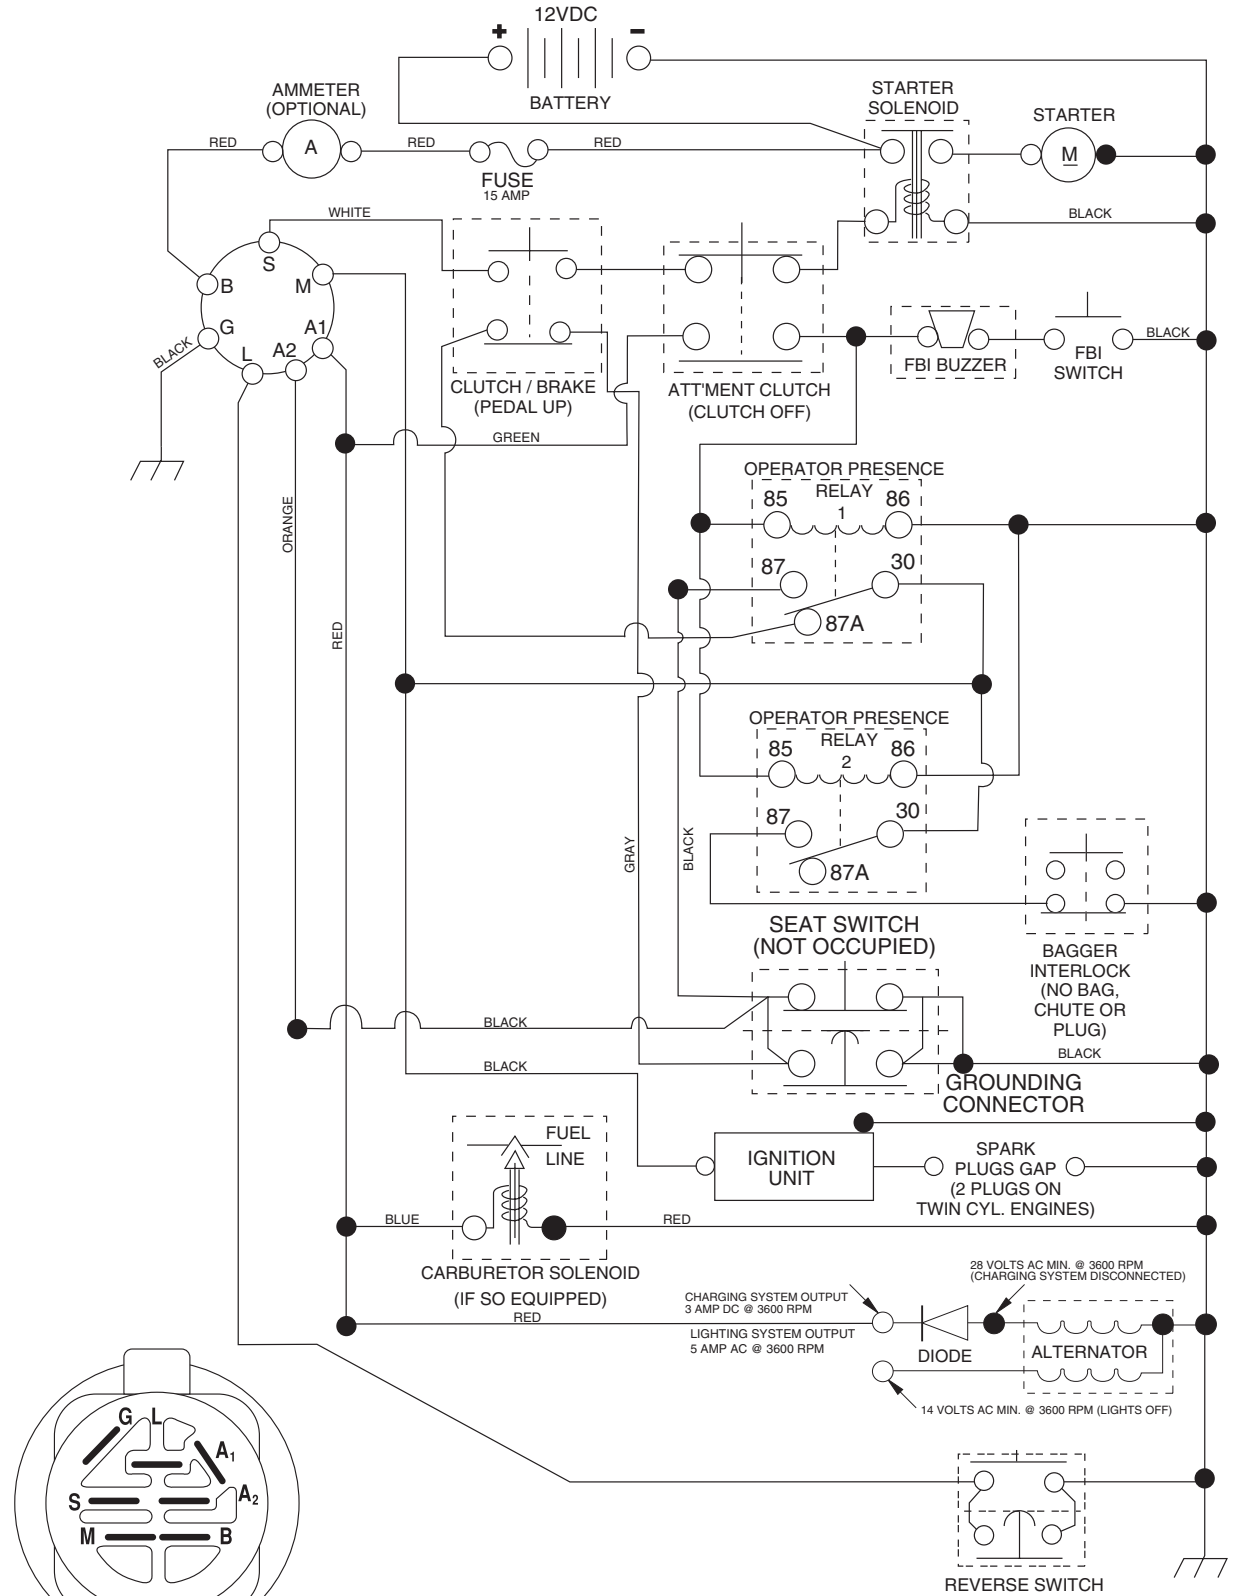 12VDC
+
−
BATTERY
AMMETER
(OPTIONAL)
A
RED
RED
RED
FUSE
15 AMP
STARTER
SOLENOID
STARTER
M
BLACK
WHITE
S
B
M
G
A1
L
A2
BLACK
CLUTCH / BRAKE
(PEDAL UP)
ATT'MENT CLUTCH
(CLUTCH OFF)
FBI BUZZER
FBI
SWITCH
BLACK
GREEN
ORANGE
RED
OPERATOR PRESENCE
RELAY
1
85
86
87
30
87A
OPERATOR PRESENCE
RELAY
2
85
86
87
30
87A
GRAY
BLACK
BAGGER
INTERLOCK
(NO BAG,
CHUTE OR
PLUG)
SEAT SWITCH
(NOT OCCUPIED)
BLACK
BLACK
BLACK
GROUNDING
CONNECTOR
FUEL
LINE
IGNITION
UNIT
SPARK
PLUGS GAP
(2 PLUGS ON
TWIN CYL. ENGINES)
BLUE
RED
CARBURETOR SOLENOID
(IF SO EQUIPPED)
RED
28 VOLTS AC MIN. @ 3600 RPM
(CHARGING SYSTEM DISCONNECTED)
CHARGING SYSTEM OUTPUT
3 AMP DC @ 3600 RPM
LIGHTING SYSTEM OUTPUT
5 AMP AC @ 3600 RPM
DIODE
ALTERNATOR
14 VOLTS AC MIN. @ 3600 RPM (LIGHTS OFF)
G L
A1
S
A2
M
B
REVERSE SWITCH